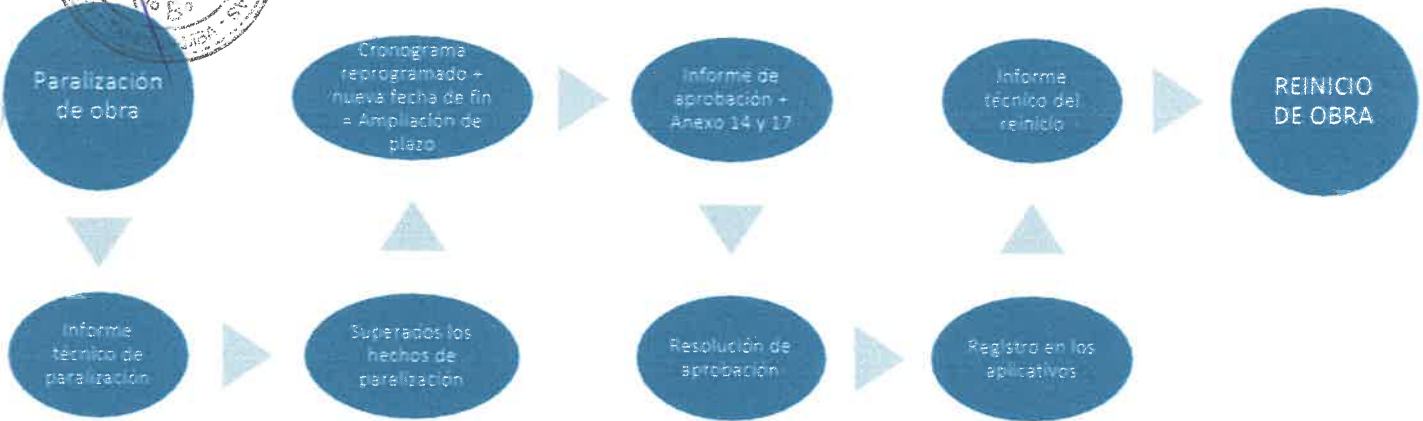 Paralización
de obra
Informe
técnico de
paralización
Superados los
hechos de
paralización
Cronograma
reprogramado +
nueva fecha de fin
= Ampliación de
plazo
Informe de
aprobación +
Anexo 14 y 17
Resolución de
aprobación
Registro en los
aplicativos
Informe
técnico del
reinicio
REINICIO
DE OBRA